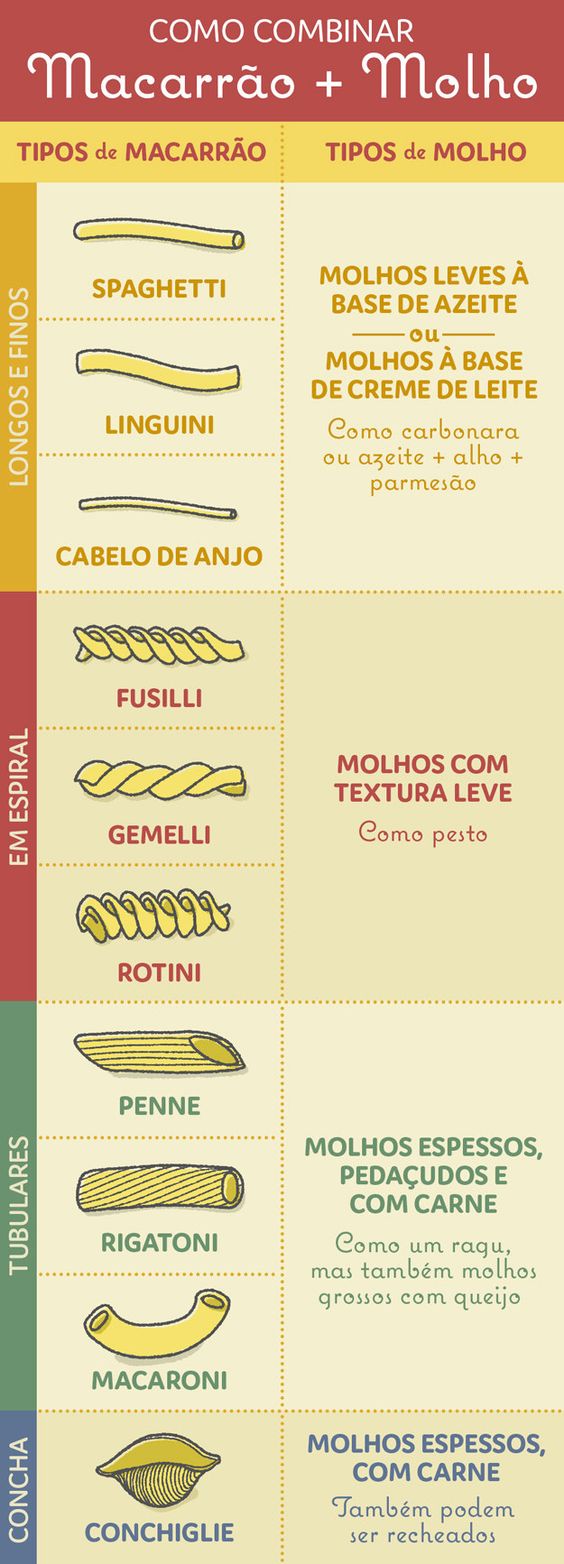 COMO COMBINAR
Macarrão + Molho
TIPOS de MACARRÃO
TIPOS de MOLHO
LONGOS E FINOS
SPAGHETTI
LINGUINI
CABELO DE ANJO
MOLHOS LEVES À
BASE DE AZEITE
ou
MOLHOS À BASE
DE CREME DE LEITE
Como carbonara
ou azeite + alho +
parmesão
EM ESPIRAL
FUSILLI
GEMELLI
ROTINI
MOLHOS COM
TEXTURA LEVE
Como pesto
TUBULARES
PENNE
RIGATONI
MACARONI
MOLHOS ESPESSOS,
PEDAÇUDOS E
COM CARNE
Como um ragu,
mas também molhos
grossos com queijo
CONCHA
CONCHIGLIE
MOLHOS ESPESSOS,
COM CARNE
Também podem
ser recheados